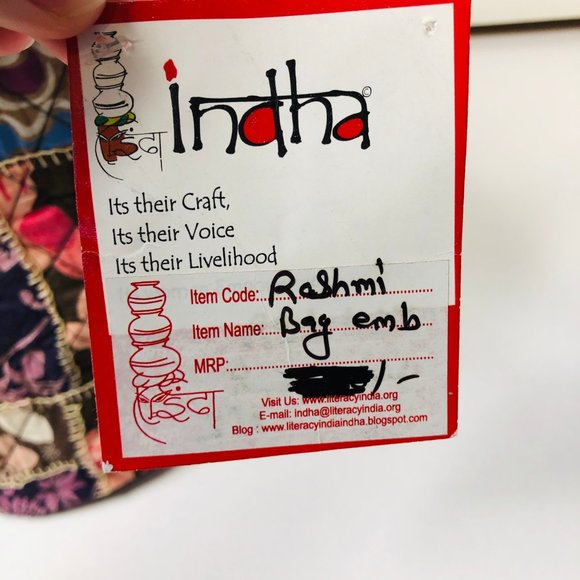 indha ©
Its their Craft,
Its their Voice
Its their Livelihood
Item Code: Rashmi
Item Name: Bag emb
MRP: /-
Visit Us: www.literacyindia.org
E-mail: indha@literacyindia.org
Blog : www.literacyindiaindha.blogspot.com